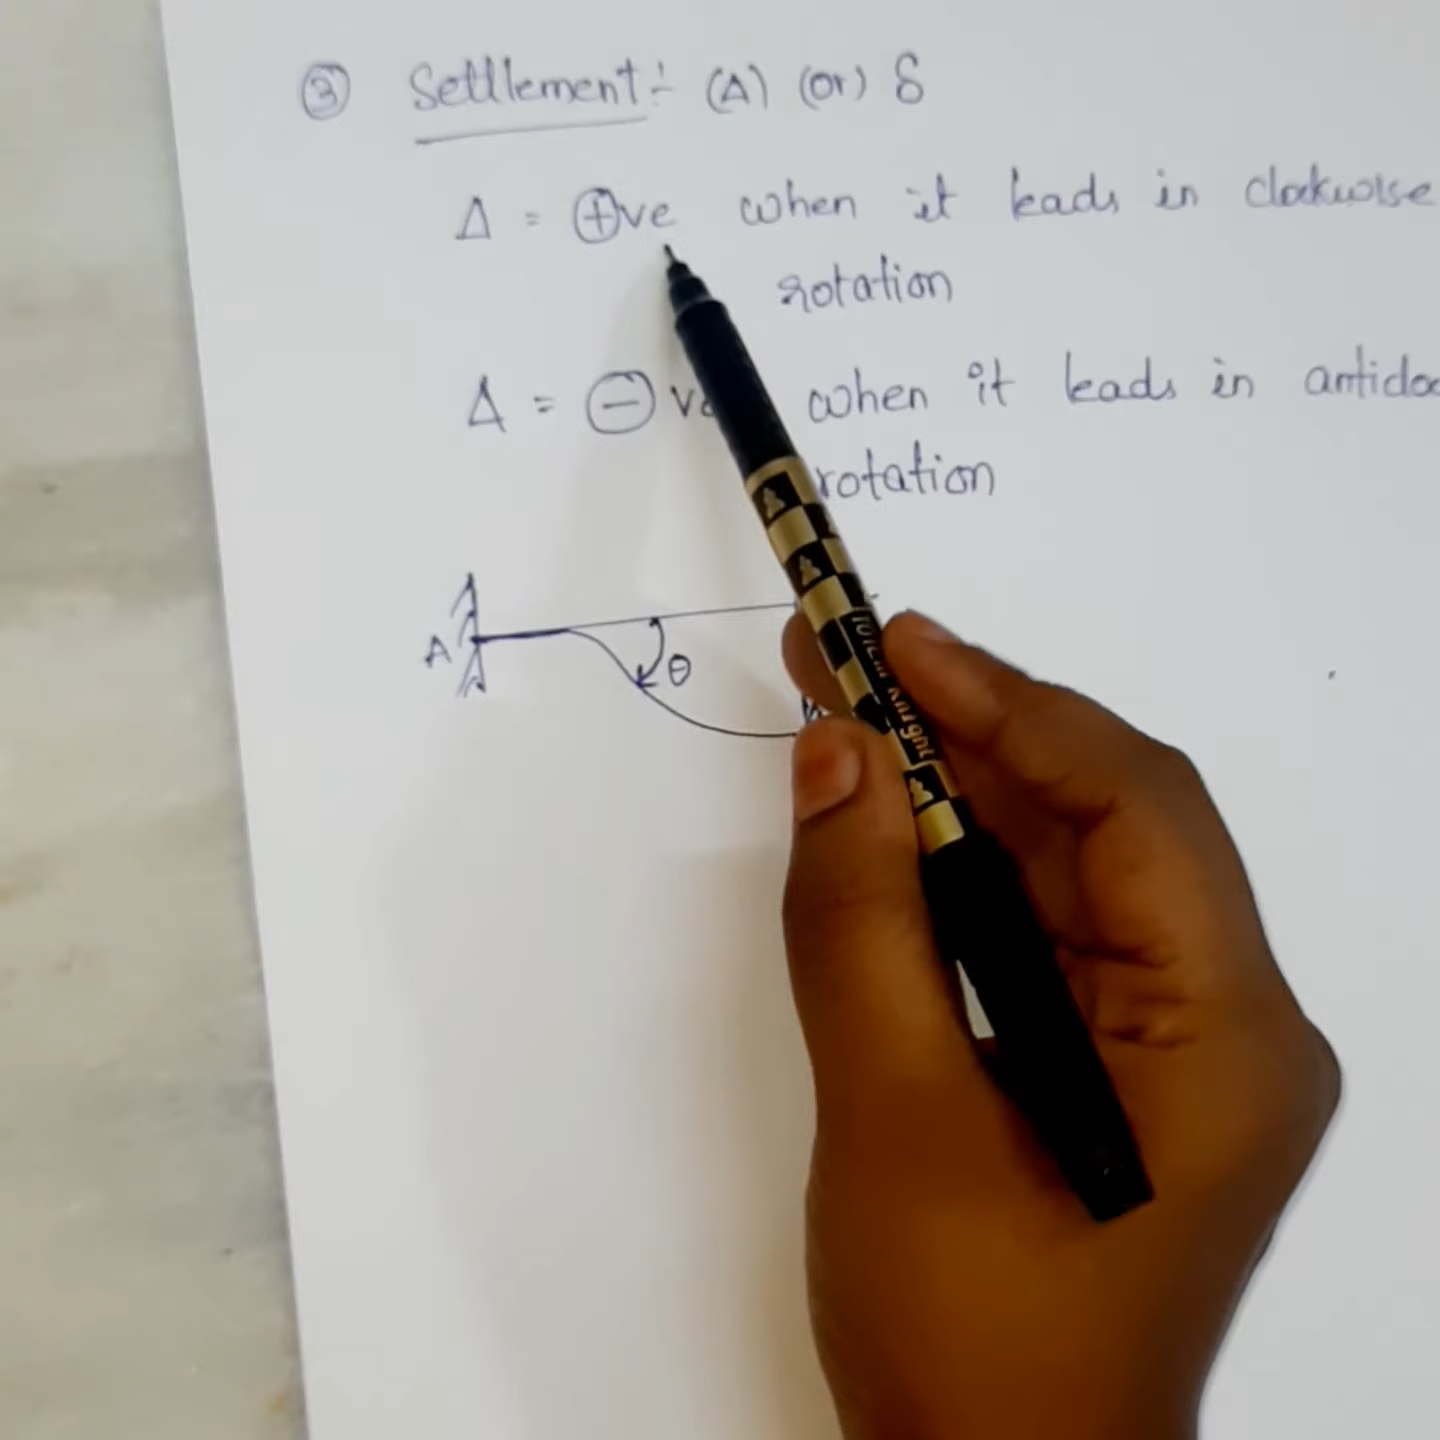 ③ Settlement:- (Δ) (or) δ
Δ = ⊕ve when it leads in clockwise
rotation
Δ = ⊖ve when it leads in
rotation
A θ